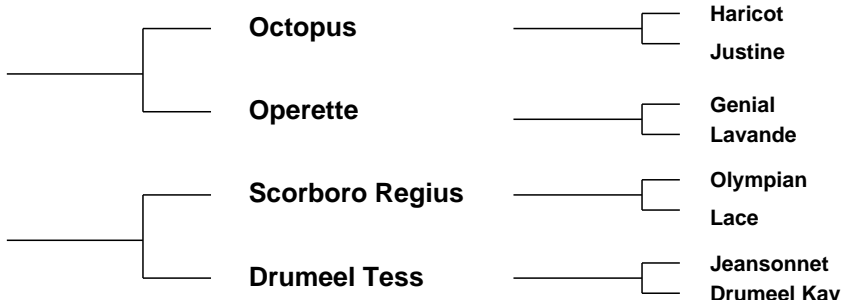 Haricot
Octopus
Justine
Genial
Operette
Lavande
Olympian
Scorboro Regius
Lace
Jeansonnet
Drumeel Tess
Drumeel Kay